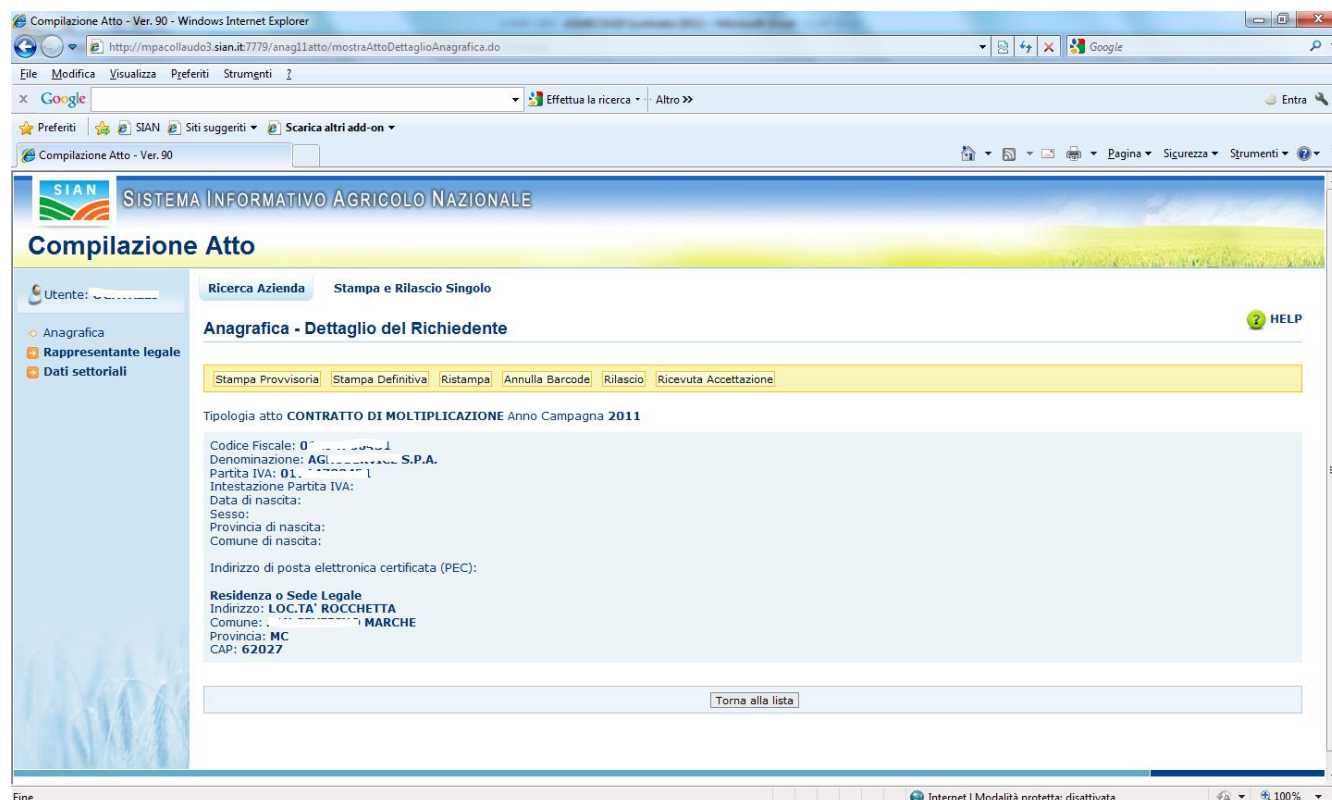 Compilazione Atto - Ver. 90 - Windows Internet Explorer
http://mpacollaudo3.sian.it:7779/anag11atto/mostraAttoDettaglioAnagrafica.do
Google
File Modifica Visualizza Preferiti Strumenti ?
x Google Effettua la ricerca Altro >> Entra
Preferiti SIAN Siti suggeriti Scarica altri add-on
Compilazione Atto - Ver. 90 Pagina Sicurezza Strumenti
SIAN SISTEMA INFORMATIVO AGRICOLO NAZIONALE
Compilazione Atto
Utente:
Ricerca Azienda Stampa e Rilascio Singolo
HELP
Anagrafica
Rappresentante legale
Dati settoriali
Anagrafica - Dettaglio del Richiedente
Stampa Provvisoria Stampa Definitiva Ristampa Annulla Barcode Rilascio Ricevuta Accettazione
Tipologia atto CONTRATTO DI MOLTIPLICAZIONE Anno Campagna 2011
Codice Fiscale:
Denominazione: S.P.A.
Partita IVA:
Intestazione Partita IVA:
Data di nascita:
Sesso:
Provincia di nascita:
Comune di nascita:
Indirizzo di posta elettronica certificata (PEC):
Residenza o Sede Legale
Indirizzo: LOC.TA' ROCCHETTA
Comune: MARCHE
Provincia: MC
CAP: 62027
Torna alla lista
Fine Internet | Modalità protetta: disattivata 100%